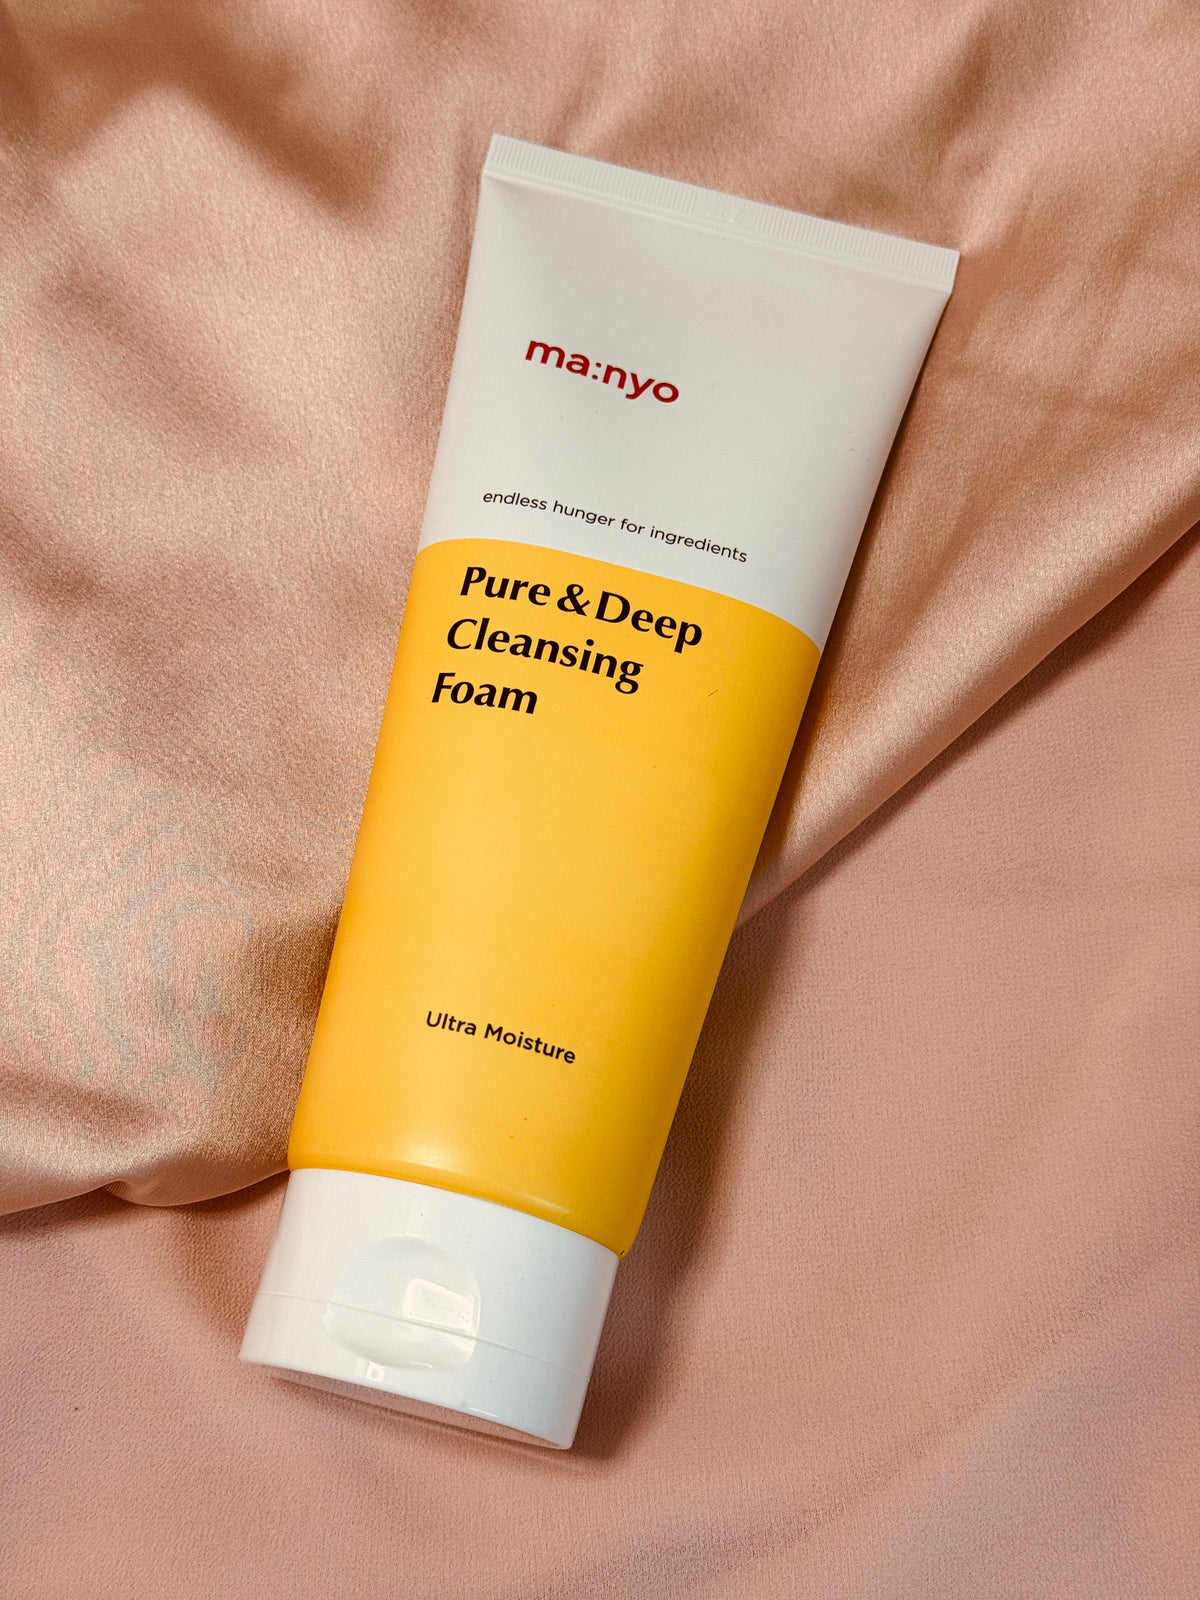 ma:nyo
endless hunger for ingredients
Pure & Deep
Cleansing
Foam
Ultra Moisture